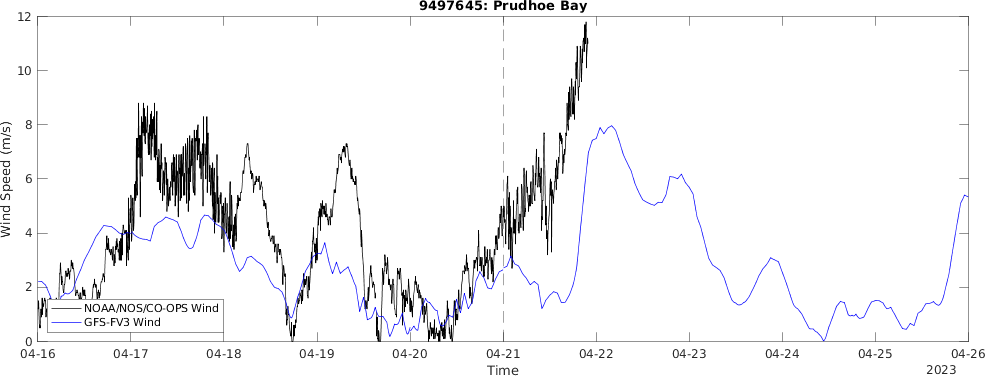 9497645: Prudhoe Bay
12
10
8
6
4
2
0
Wind Speed (m/s)
NOAA/NOS/CO-OPS Wind
GFS-FV3 Wind
04-16 04-17 04-18 04-19 04-20 04-21 04-22 04-23 04-24 04-25 04-26
Time
2023